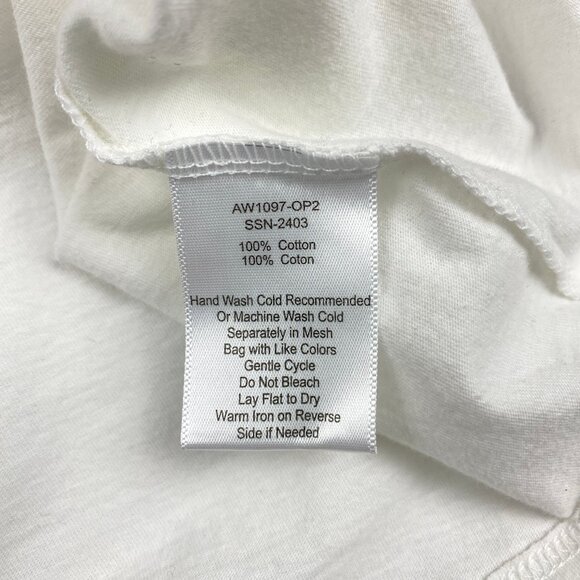 AW1097-OP2
SSN-2403
100% Cotton
100% Coton
Hand Wash Cold Recommended
Or Machine Wash Cold
Separately in Mesh
Bag with Like Colors
Gentle Cycle
Do Not Bleach
Lay Flat to Dry
Warm Iron on Reverse
Side if Needed